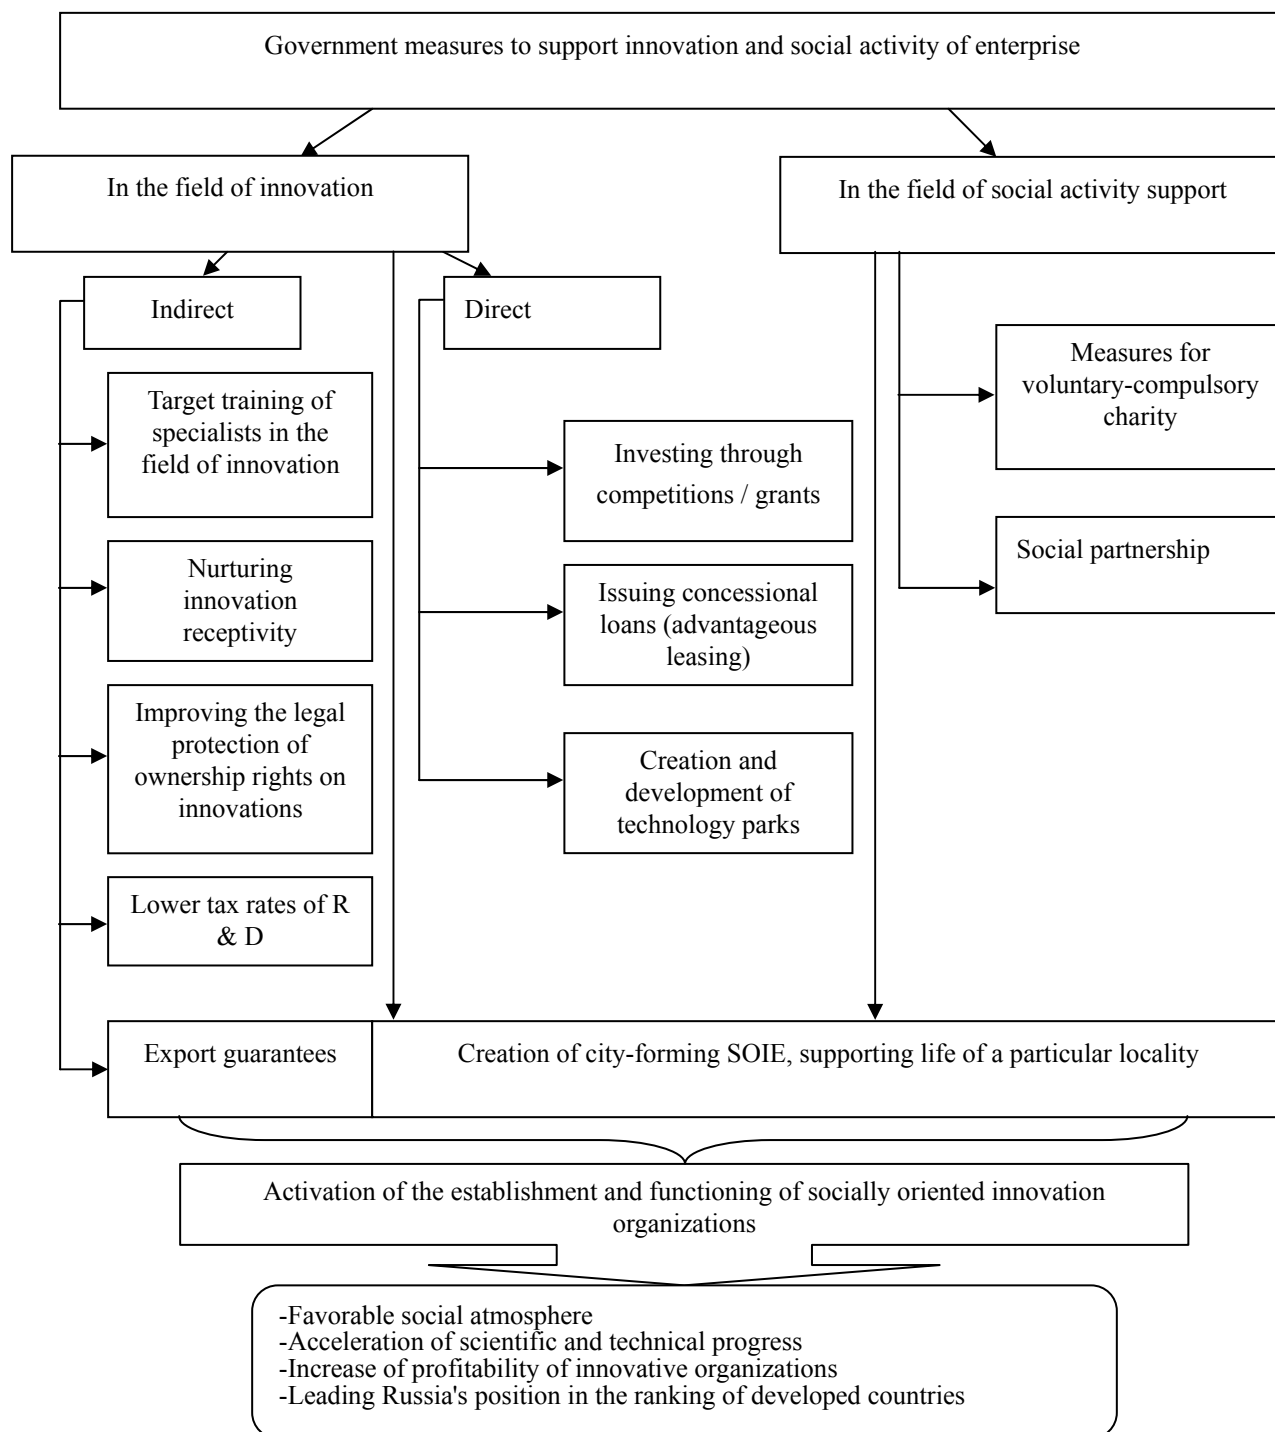 Government measures to support innovation and social activity of enterprise
In the field of innovation
In the field of social activity support
Indirect
Direct
Target training of
specialists in the
field of innovation
Nurturing
innovation
receptivity
Improving the legal
protection of
ownership rights on
innovations
Lower tax rates of R
& D
Export guarantees
Investing through
competitions / grants
Issuing concessional
loans (advantageous
leasing)
Creation and
development of
technology parks
Measures for
voluntary-compulsory
charity
Social partnership
Creation of city-forming SOIE, supporting life of a particular locality
Activation of the establishment and functioning of socially oriented innovation
organizations
-Favorable social atmosphere
-Acceleration of scientific and technical progress
-Increase of profitability of innovative organizations
-Leading Russia's position in the ranking of developed countries